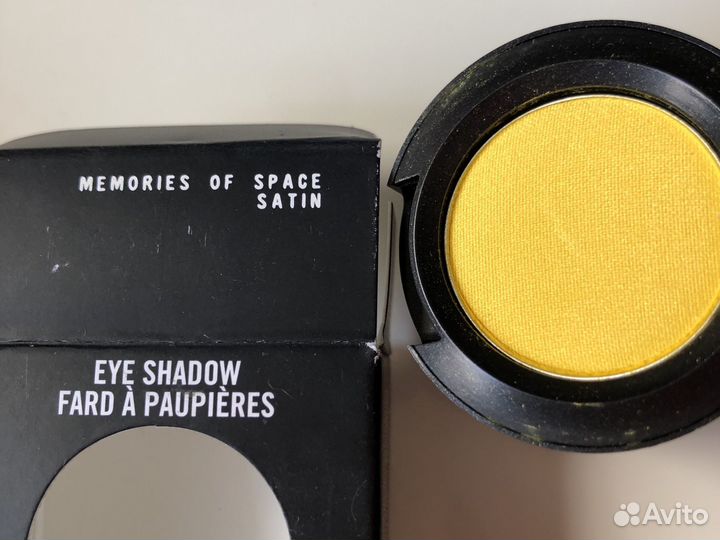 MEMORIES OF SPACE
SATIN
EYE SHADOW
FARD À PAUPIÈRES
Avito